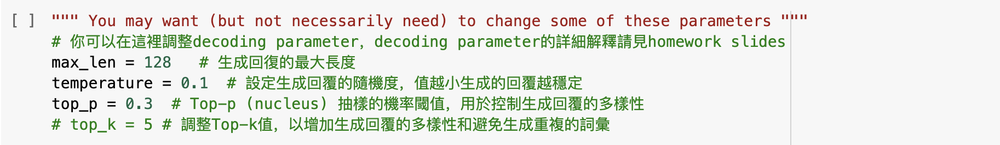 [ ] """ You may want (but not necessarily need) to change some of these parameters """
# 你可以在這裡調整decoding parameter，decoding parameter的詳細解釋請見homework slides
max_len = 128   # 生成回復的最大長度
temperature = 0.1  # 設定生成回覆的隨機度，值越小生成的回覆越穩定
top_p = 0.3  # Top-p (nucleus) 抽樣的機率閾值，用於控制生成回覆的多樣性
# top_k = 5 # 調整Top-k值，以增加生成回覆的多樣性和避免生成重複的詞彙